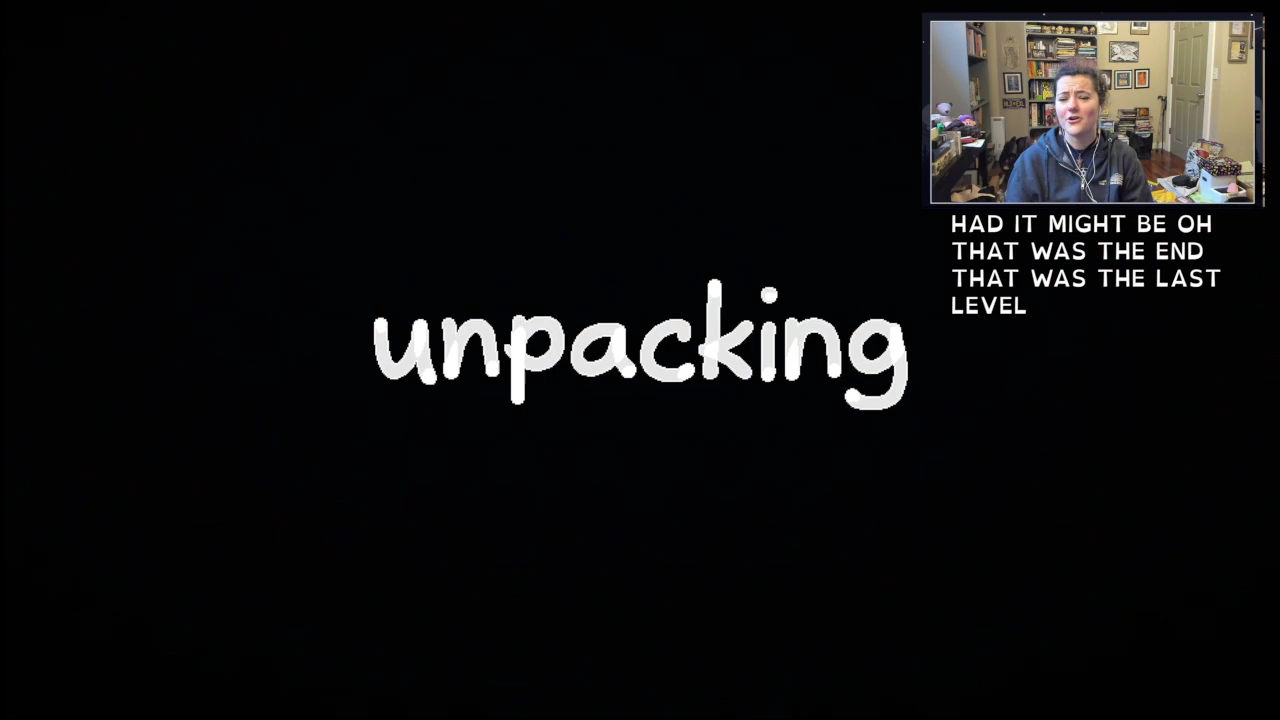 HAD IT MIGHT BE OH
THAT WAS THE END
THAT WAS THE LAST
LEVEL
unpacking